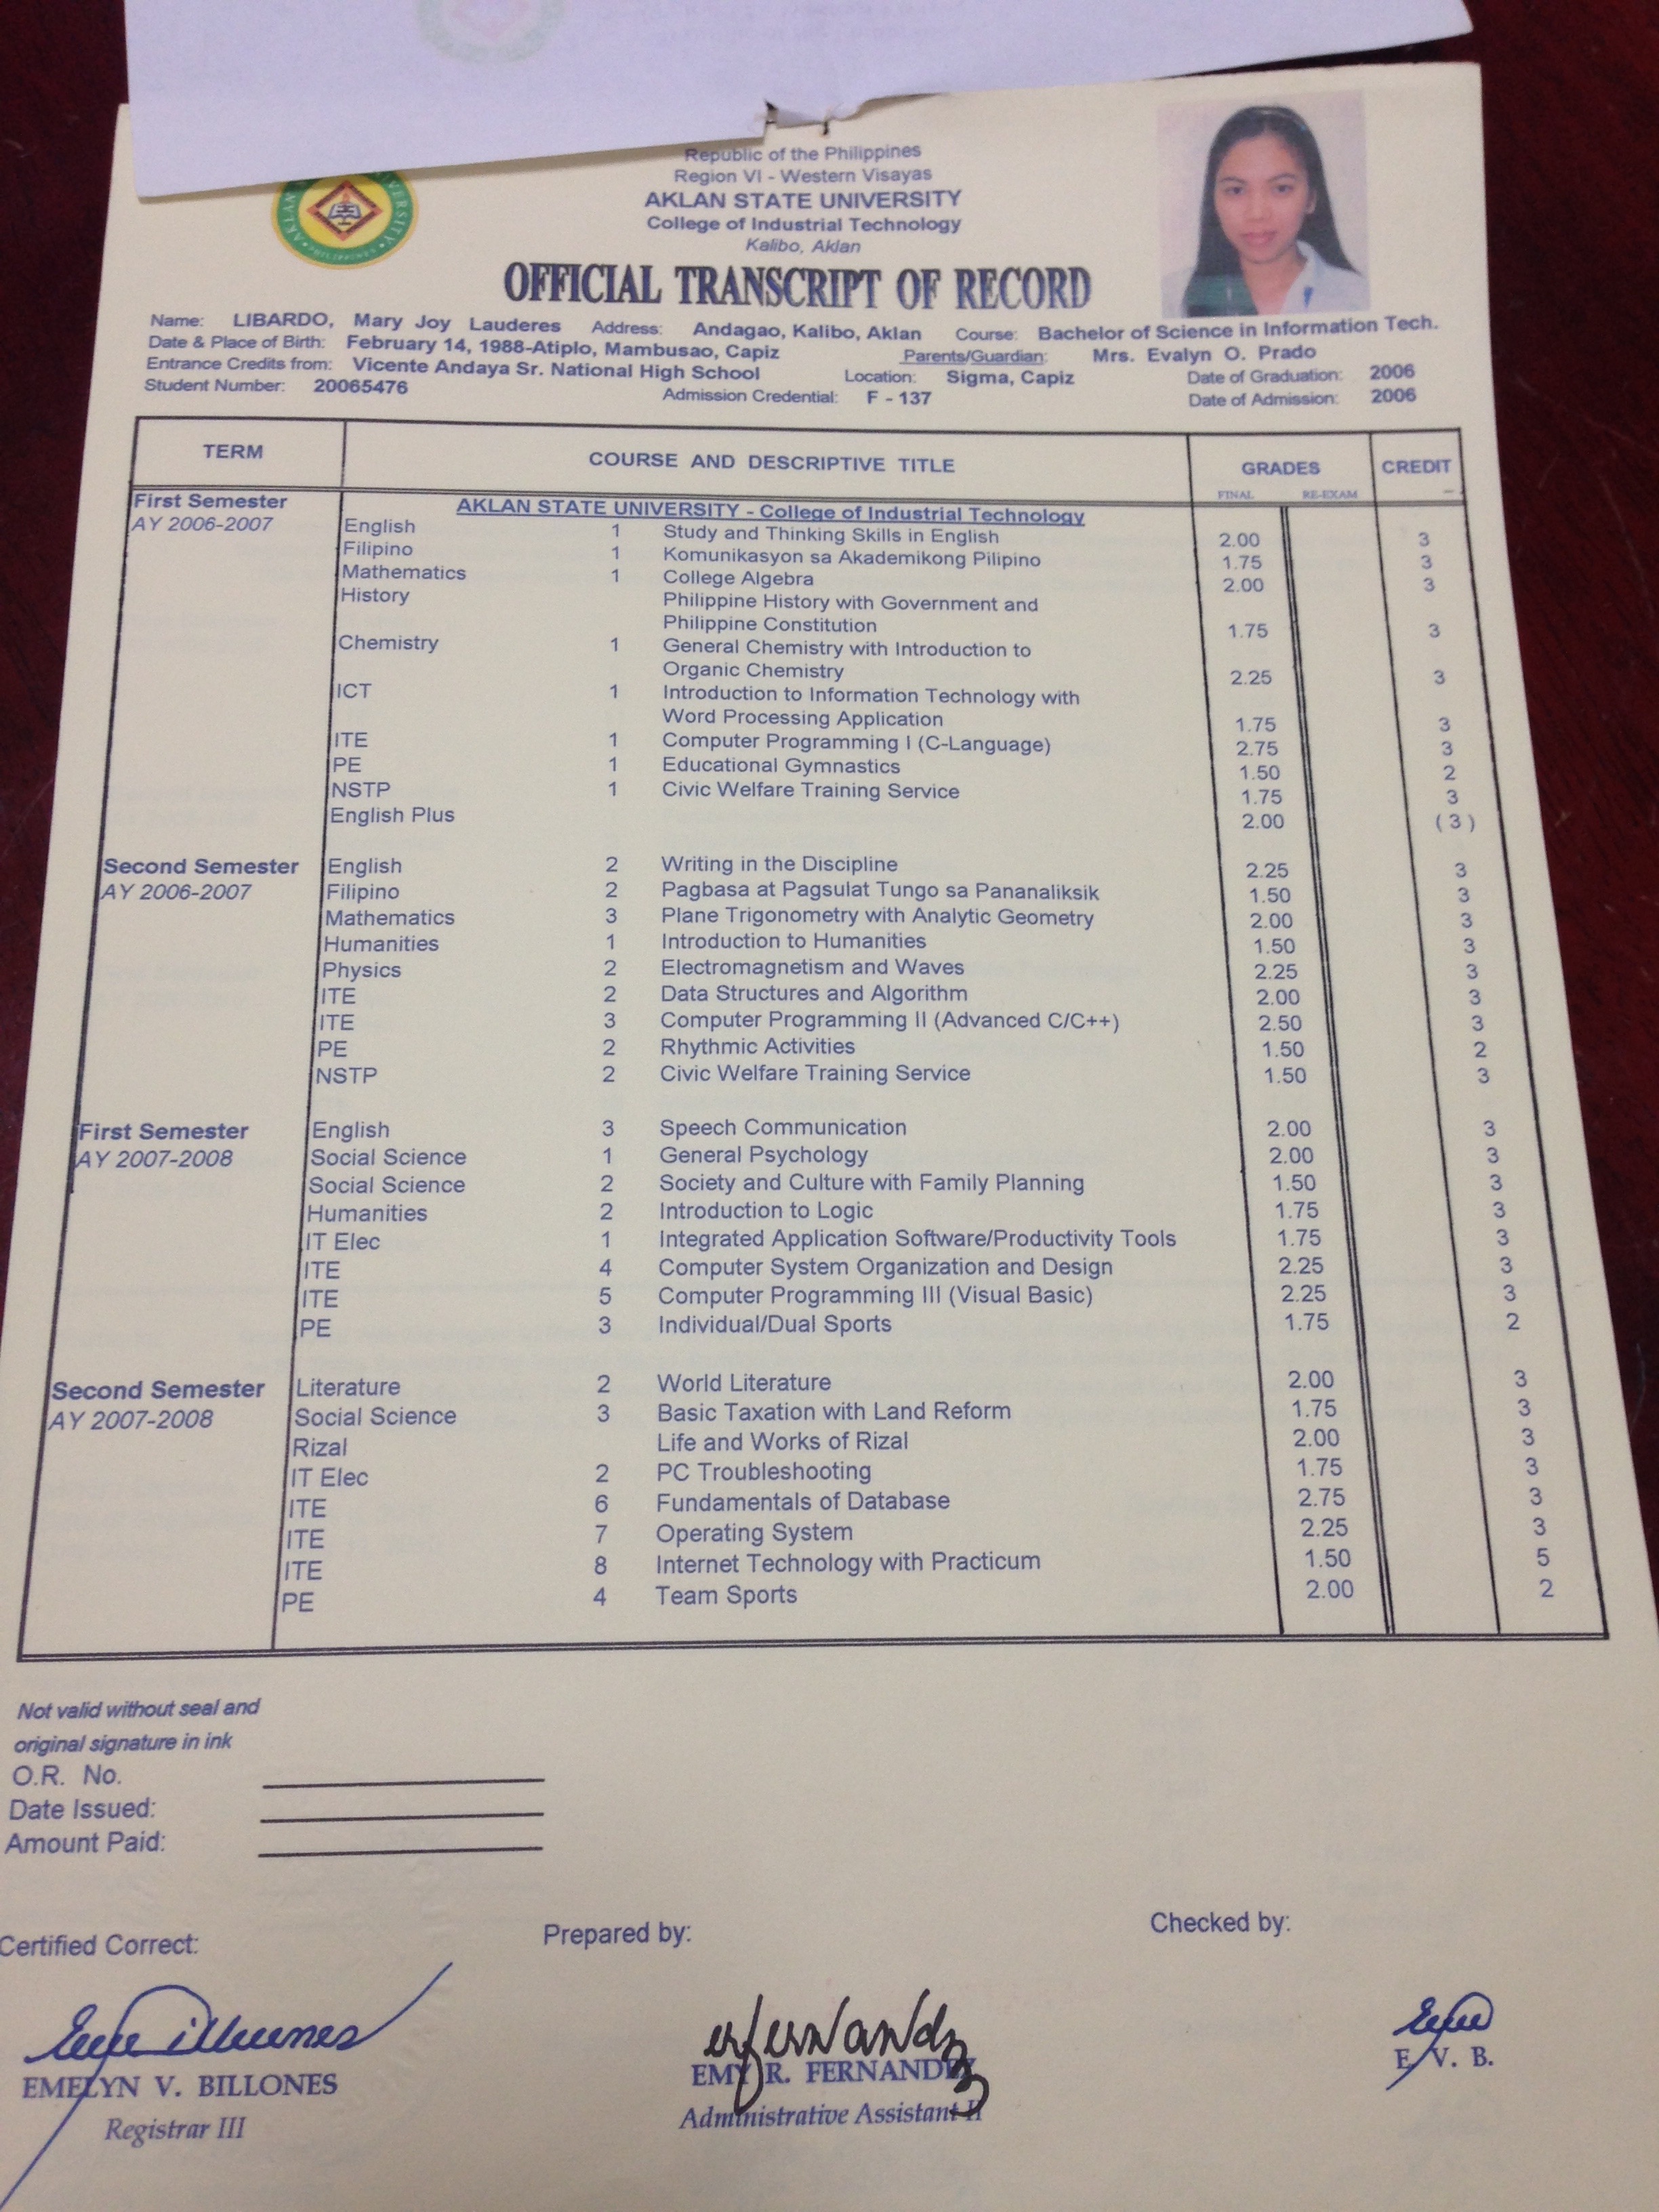 Republic of the Philippines
Region VI - Western Visayas
AKLAN STATE UNIVERSITY
College of Industrial Technology
Kalibo, Aklan
OFFICIAL TRANSCRIPT OF RECORD
Name: LIBARDO, Mary Joy Lauderes Address: Andagao, Kalibo, Aklan Course: Bachelor of Science in Information Tech.
Date & Place of Birth: February 14, 1988-Atiplo, Mambusao, Capiz Parents/Guardian: Mrs. Evalyn O. Prado
Entrance Credits from: Vicente Andaya Sr. National High School Location: Sigma, Capiz Date of Graduation: 2006
Student Number: 20065476 Admission Credential: F - 137 Date of Admission: 2006
TERM COURSE AND DESCRIPTIVE TITLE GRADES CREDIT
FINAL RE-EXAM
First Semester AKLAN STATE UNIVERSITY - College of Industrial Technology
AY 2006-2007 English 1 Study and Thinking Skills in English 2.00 3
Filipino 1 Komunikasyon sa Akademikong Pilipino 1.75 3
Mathematics 1 College Algebra 2.00 3
History Philippine History with Government and
Philippine Constitution 1.75 3
Chemistry 1 General Chemistry with Introduction to
Organic Chemistry 2.25 3
ICT 1 Introduction to Information Technology with
Word Processing Application 1.75 3
ITE 1 Computer Programming I (C-Language) 2.75 3
PE 1 Educational Gymnastics 1.50 2
NSTP 1 Civic Welfare Training Service 1.75 3
English Plus 2.00 ( 3 )
Second Semester English 2 Writing in the Discipline 2.25 3
AY 2006-2007 Filipino 2 Pagbasa at Pagsulat Tungo sa Pananaliksik 1.50 3
Mathematics 3 Plane Trigonometry with Analytic Geometry 2.00 3
Humanities 1 Introduction to Humanities 1.50 3
Physics 2 Electromagnetism and Waves 2.25 3
ITE 2 Data Structures and Algorithm 2.00 3
ITE 3 Computer Programming II (Advanced C/C++) 2.50 3
PE 2 Rhythmic Activities 1.50 2
NSTP 2 Civic Welfare Training Service 1.50 3
First Semester English 3 Speech Communication 2.00 3
AY 2007-2008 Social Science 1 General Psychology 2.00 3
Social Science 2 Society and Culture with Family Planning 1.50 3
Humanities 2 Introduction to Logic 1.75 3
IT Elec 1 Integrated Application Software/Productivity Tools 1.75 3
ITE 4 Computer System Organization and Design 2.25 3
ITE 5 Computer Programming III (Visual Basic) 2.25 3
PE 3 Individual/Dual Sports 1.75 2
Second Semester Literature 2 World Literature 2.00 3
AY 2007-2008 Social Science 3 Basic Taxation with Land Reform 1.75 3
Rizal Life and Works of Rizal 2.00 3
IT Elec 2 PC Troubleshooting 1.75 3
ITE 6 Fundamentals of Database 2.75 3
ITE 7 Operating System 2.25 3
ITE 8 Internet Technology with Practicum 1.50 5
PE 4 Team Sports 2.00 2
Not valid without seal and
original signature in ink
O.R. No.
Date Issued:
Amount Paid:
Certified Correct: Prepared by: Checked by:
EMELYN V. BILLONES EMY R. FERNANDEZ E. V. B.
Registrar III Administrative Assistant II